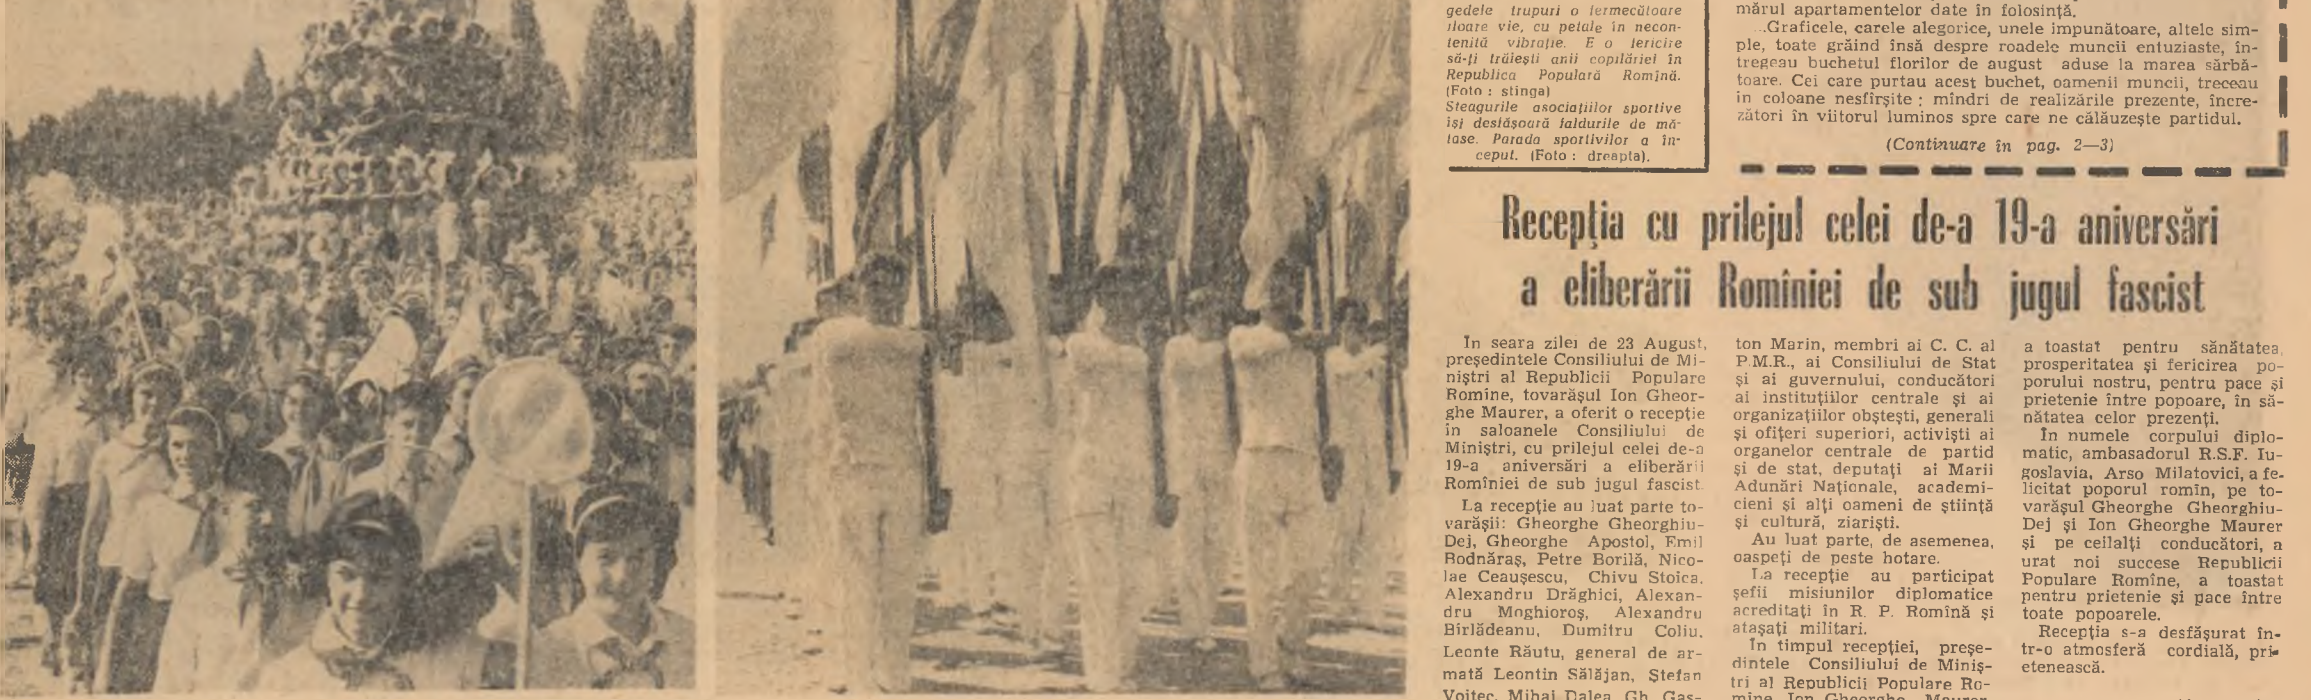 gedele trupuri o fermecătoare
floare vie, cu petale în necon-
tenită vibrație. E o fericire
să-ți trăiești anii copilăriei în
Republica Populară Romînă.
(Foto : stînga)
Steagurile asociațiilor sportive
își desfășoară faldurile de mă-
tase. Parada sportivilor a în-
ceput. (Foto : dreapta).
mărul apartamentelor date în folosință.
...Graficele, carele alegorice, unele impunătoare, altele sim-
ple, toate grăind însă despre roadele muncii entuziaste, în-
tregeau buchetul florilor de august aduse la marea sărbă-
toare. Cei care purtau acest buchet, oamenii muncii, treceau
în coloane nesfîrșite ; mîndri de realizările prezente, încre-
zători în viitorul luminos spre care ne călăuzește partidul.
(Continuare în pag. 2—3)
Recepția cu prilejul celei de-a 19-a aniversări
a eliberării Romîniei de sub jugul fascist
In seara zilei de 23 August,
președintele Consiliului de Mi-
niștri al Republicii Populare
Romine, tovarășul Ion Gheor-
ghe Maurer, a oferit o recepție
în saloanele Consiliului de
Miniștri, cu prilejul celei de-a
19-a aniversări a eliberării
Romîniei de sub jugul fascist.
La recepție au luat parte to-
varășii: Gheorghe Gheorghiu-
Dej, Gheorghe Apostol, Emil
Bodnăraș, Petre Borilă, Nico-
lae Ceaușescu, Chivu Stoica,
Alexandru Drăghici, Alexan-
dru Moghioroș, Alexandru
Bîrlădeanu, Dumitru Coliu,
Leonte Răutu, general de ar-
mată Leontin Sălăjan, Ștefan
Voitec, Mihai Dalea, Gh. Gas-
ton Marin, membri ai C. C. al
P.M.R., ai Consiliului de Stat
și ai guvernului, conducători
ai instituțiilor centrale și ai
organizațiilor obștești, generali
și ofițeri superiori, activiști ai
organelor centrale de partid
și de stat, deputați ai Marii
Adunări Naționale, academi-
cieni și alți oameni de știință
și cultură, ziariști.
Au luat parte, de asemenea,
oaspeți de peste hotare.
La recepție au participat
șefii misiunilor diplomatice
acreditați în R. P. Romînă și
atașați militari.
În timpul recepției, preșe-
dintele Consiliului de Miniș-
tri al Republicii Populare Ro-
mîne, Ion Gheorghe Maurer,
a toastat pentru sănătatea,
prosperitatea și fericirea po-
porului nostru, pentru pace și
prietenie între popoare, în să-
nătatea celor prezenți.
În numele corpului diplo-
matic, ambasadorul R.S.F. Iu-
goslavia, Arso Milatovici, a fe-
licitat poporul romîn, pe to-
varășul Gheorghe Gheorghiu-
Dej și Ion Gheorghe Maurer
și pe ceilalți conducători, a
urat noi succese Republicii
Populare Romîne, a toastat
pentru prietenie și pace între
toate popoarele.
Recepția s-a desfășurat în-
tr-o atmosferă cordială, pri-
etenească.